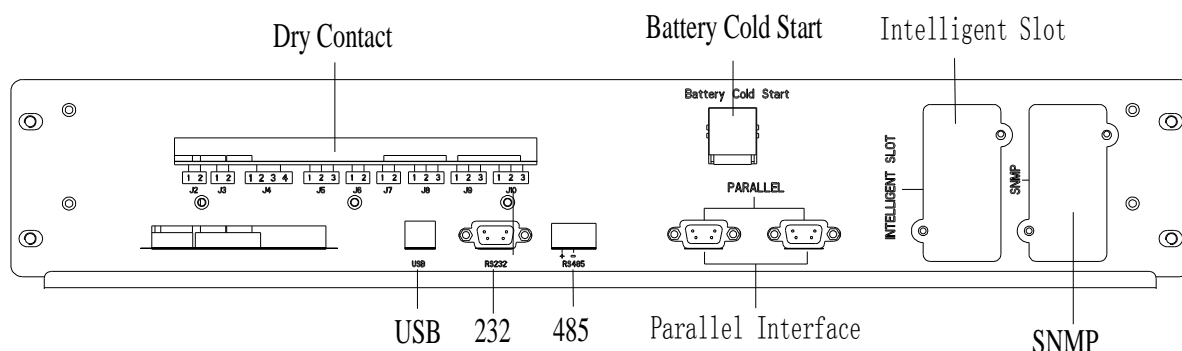 Dry Contact
Battery Cold Start
Intelligent Slot
Battery Cold Start
1 2 1 2 1 2 3 4 1 2 3 1 2 1 2 1 2 3 1 2 3 1 2 3
J2 J3 J4 J5 J6 J7 J8 J9 J10
PARALLEL
INTELLIGENT SLOT
SNMP
USB
RS232
+ -
RS485
USB
232
485
Parallel Interface
SNMP